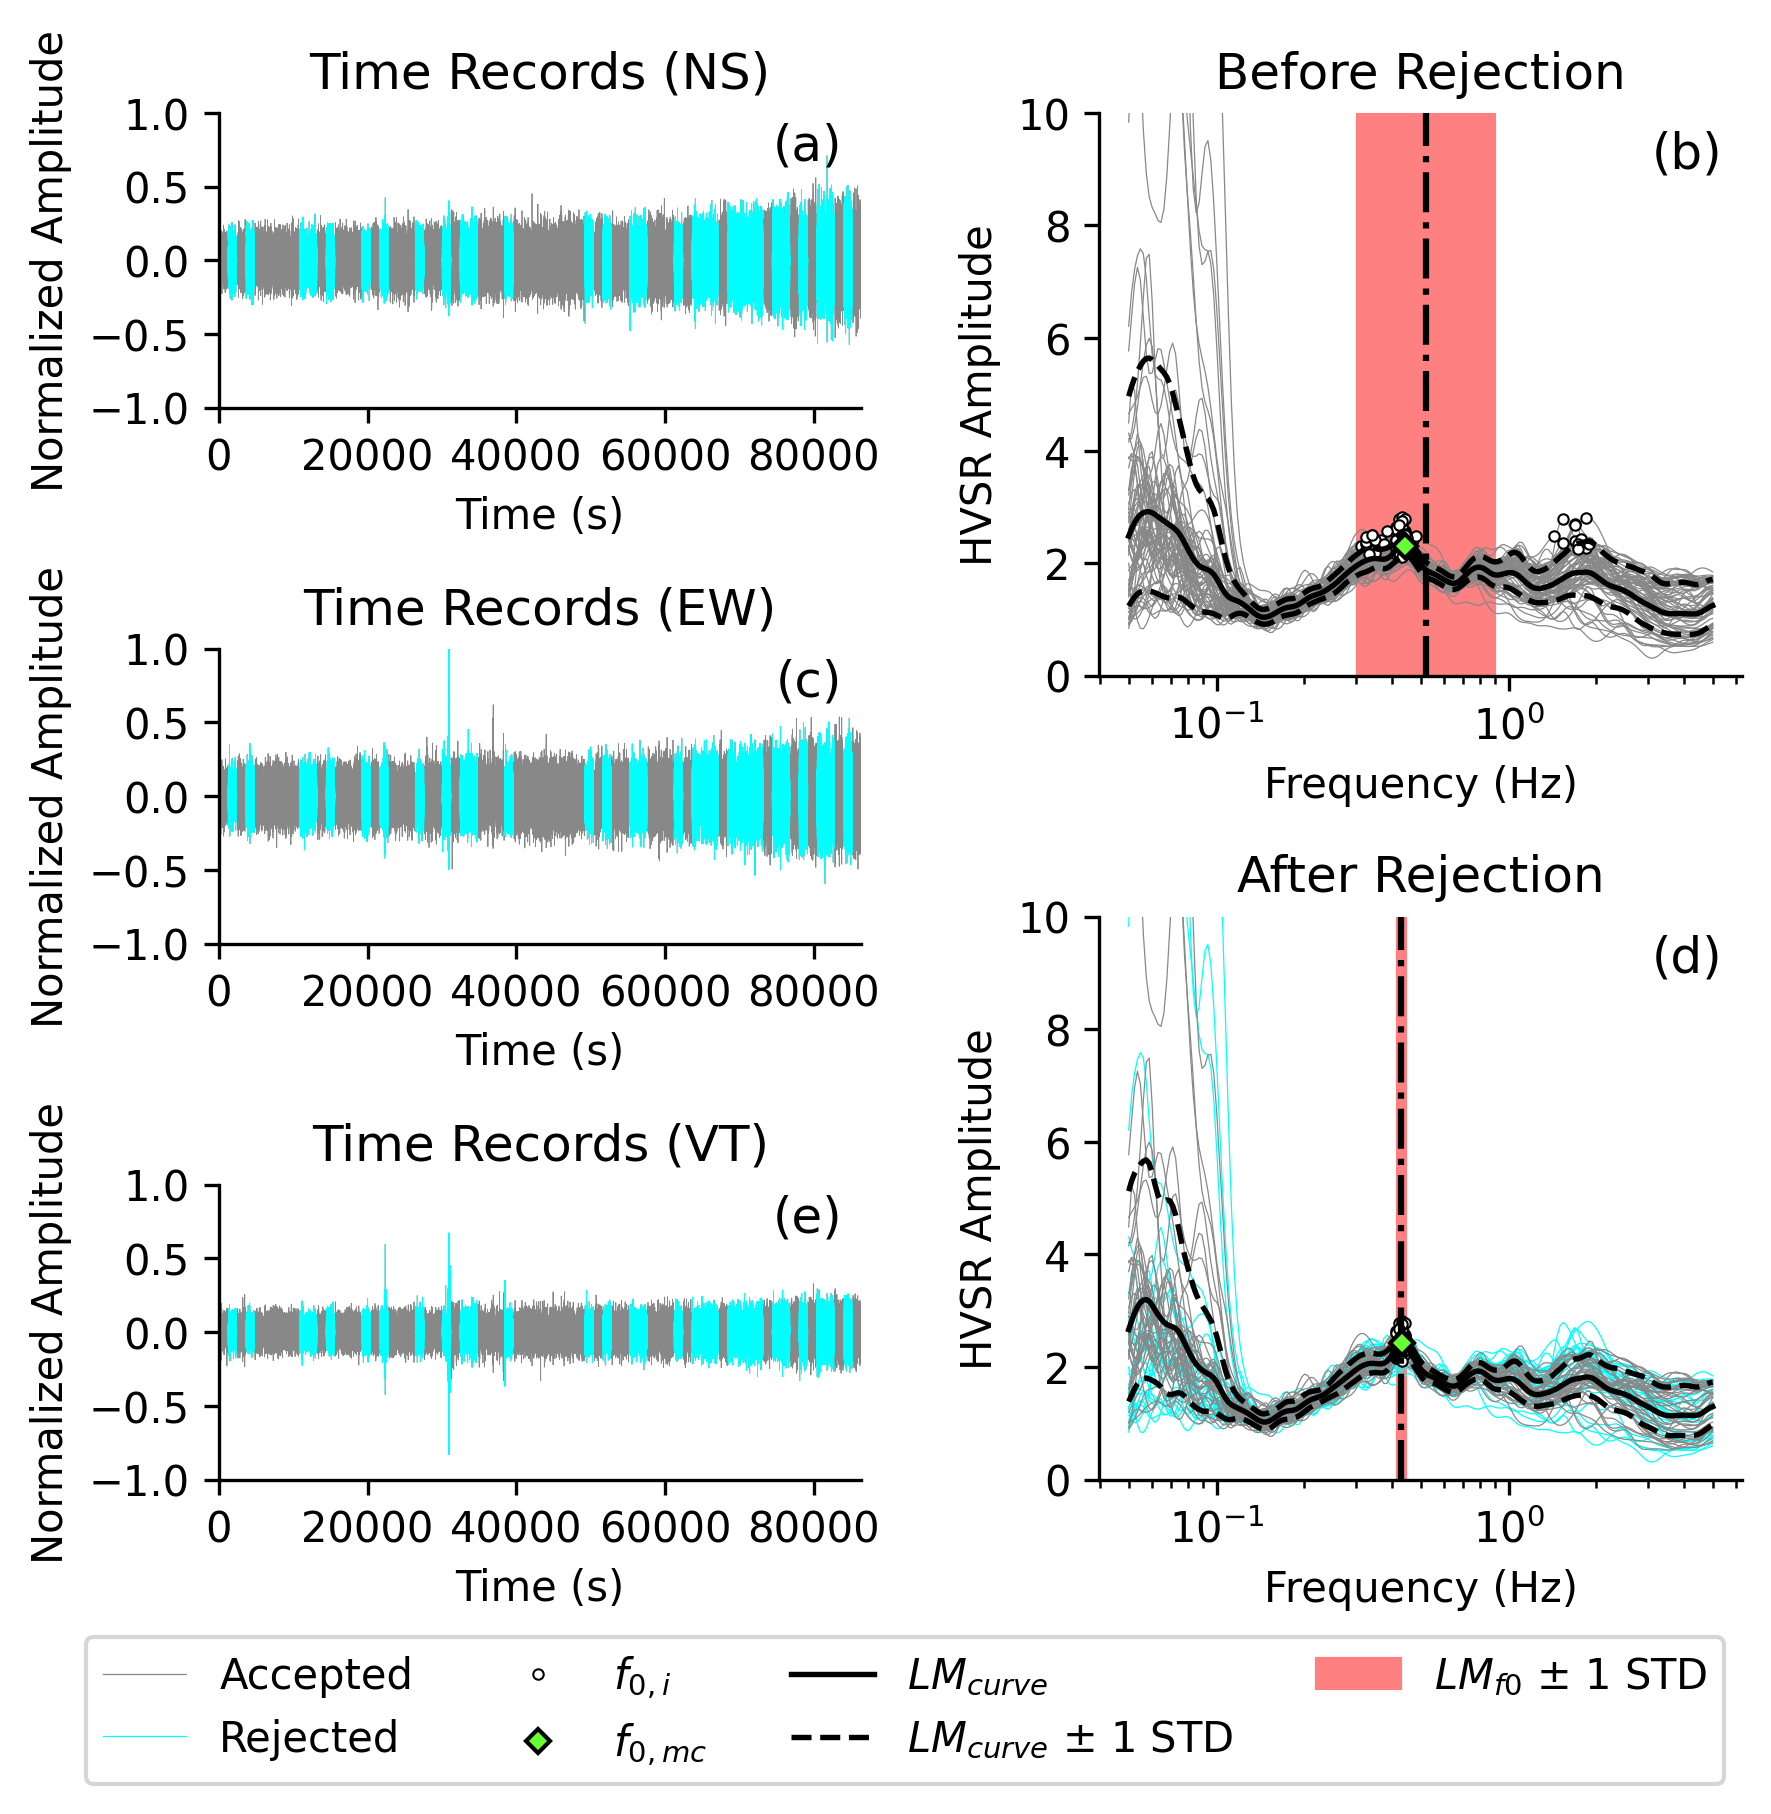 Time Records (NS)
(a)
Normalized Amplitude
1.0
0.5
0.0
−0.5
−1.0
0 20000 40000 60000 80000
Time (s)
Before Rejection
(b)
HVSR Amplitude
10
8
6
4
2
0
10⁻¹ 10⁰
Frequency (Hz)
Time Records (EW)
(c)
Normalized Amplitude
1.0
0.5
0.0
−0.5
−1.0
0 20000 40000 60000 80000
Time (s)
After Rejection
(d)
HVSR Amplitude
10
8
6
4
2
0
10⁻¹ 10⁰
Frequency (Hz)
Time Records (VT)
(e)
Normalized Amplitude
1.0
0.5
0.0
−0.5
−1.0
0 20000 40000 60000 80000
Time (s)
Accepted
Rejected
f0,i
f0,mc
LMcurve
LMcurve ± 1 STD
LMf0 ± 1 STD